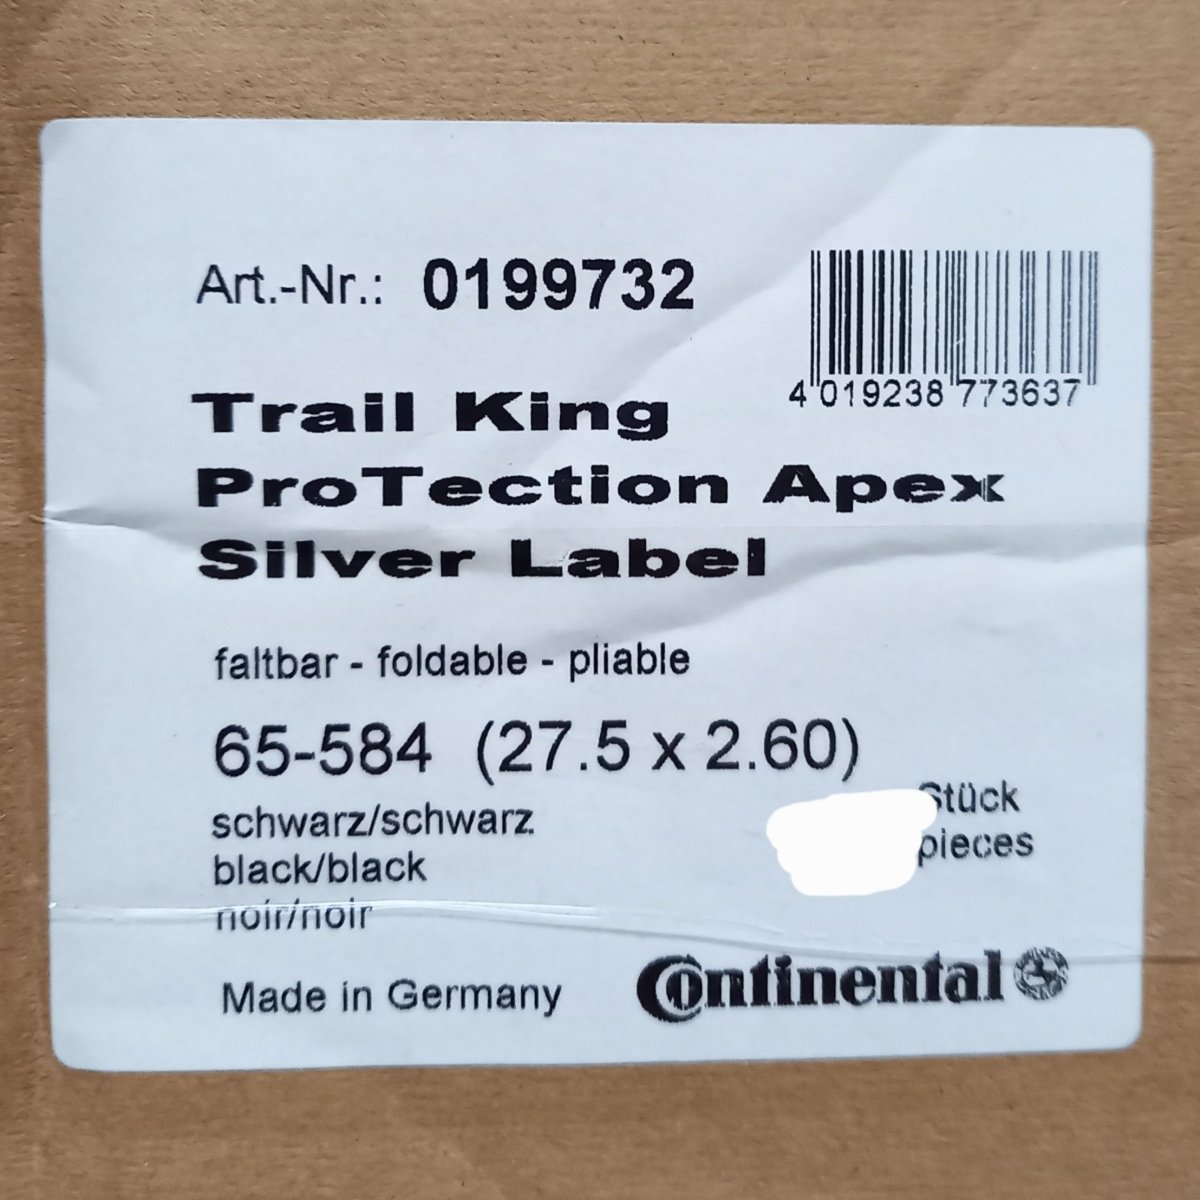 Art.-Nr.: 0199732
4 019238 773637
Trail King
ProTection Apex
Silver Label
faltbar - foldable - pliable
65-584 (27.5 x 2.60)
Stück
schwarz/schwarz
pieces
black/black
noir/noir
Made in Germany
Continental